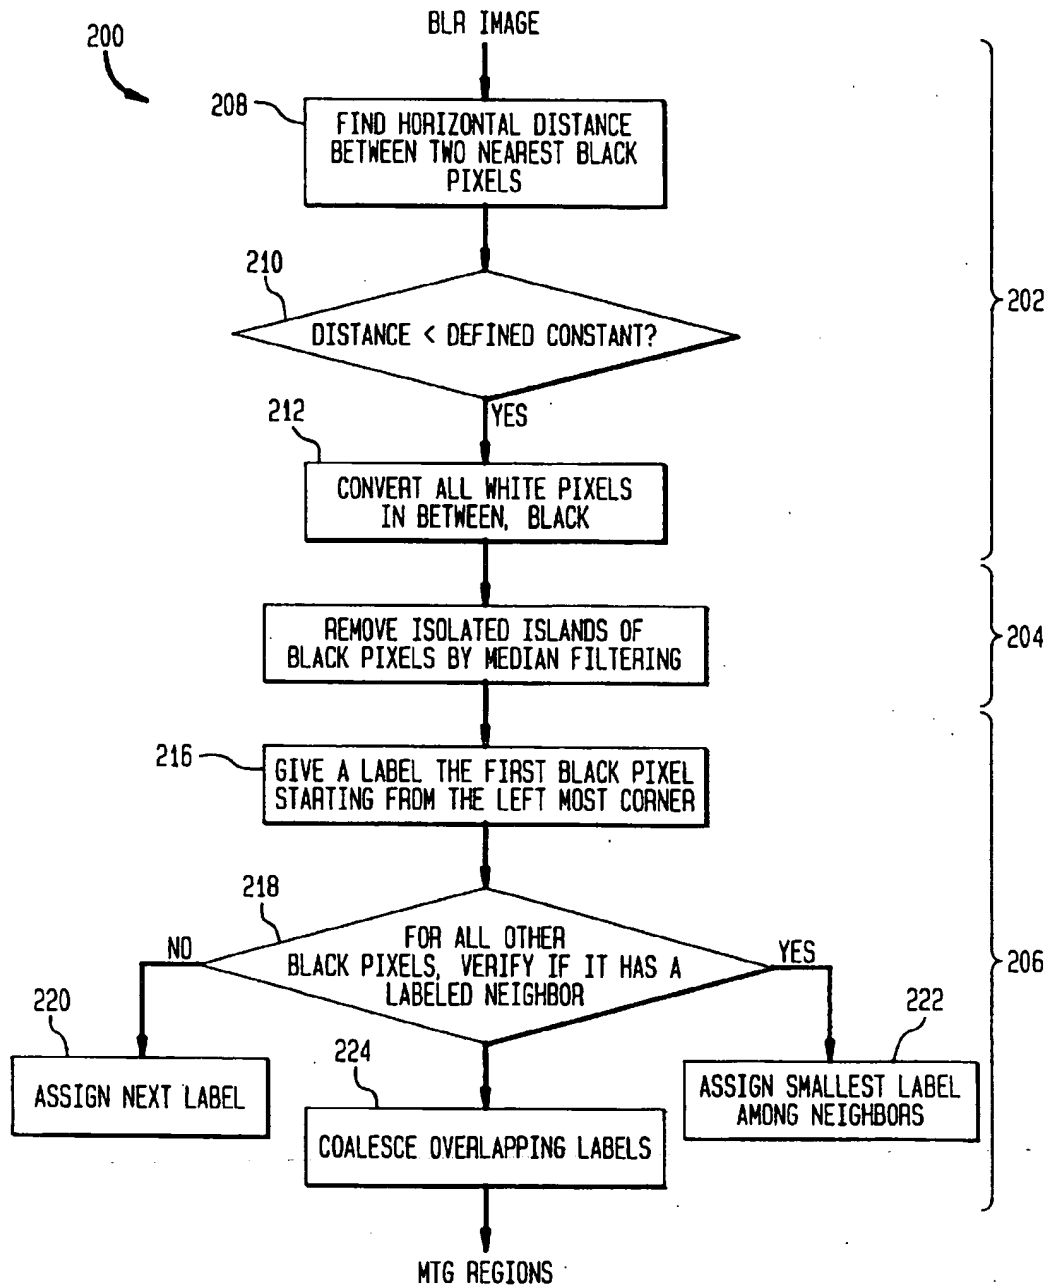 BLR IMAGE
200
208
FIND HORIZONTAL DISTANCE
BETWEEN TWO NEAREST BLACK
PIXELS
210
DISTANCE < DEFINED CONSTANT?
202
212
YES
CONVERT ALL WHITE PIXELS
IN BETWEEN, BLACK
REMOVE ISOLATED ISLANDS OF
BLACK PIXELS BY MEDIAN FILTERING
204
216
GIVE A LABEL THE FIRST BLACK PIXEL
STARTING FROM THE LEFT MOST CORNER
218
NO
FOR ALL OTHER
BLACK PIXELS, VERIFY IF IT HAS A
LABELED NEIGHBOR
YES
206
220
ASSIGN NEXT LABEL
224
COALESCE OVERLAPPING LABELS
222
ASSIGN SMALLEST LABEL
AMONG NEIGHBORS
MTG REGIONS